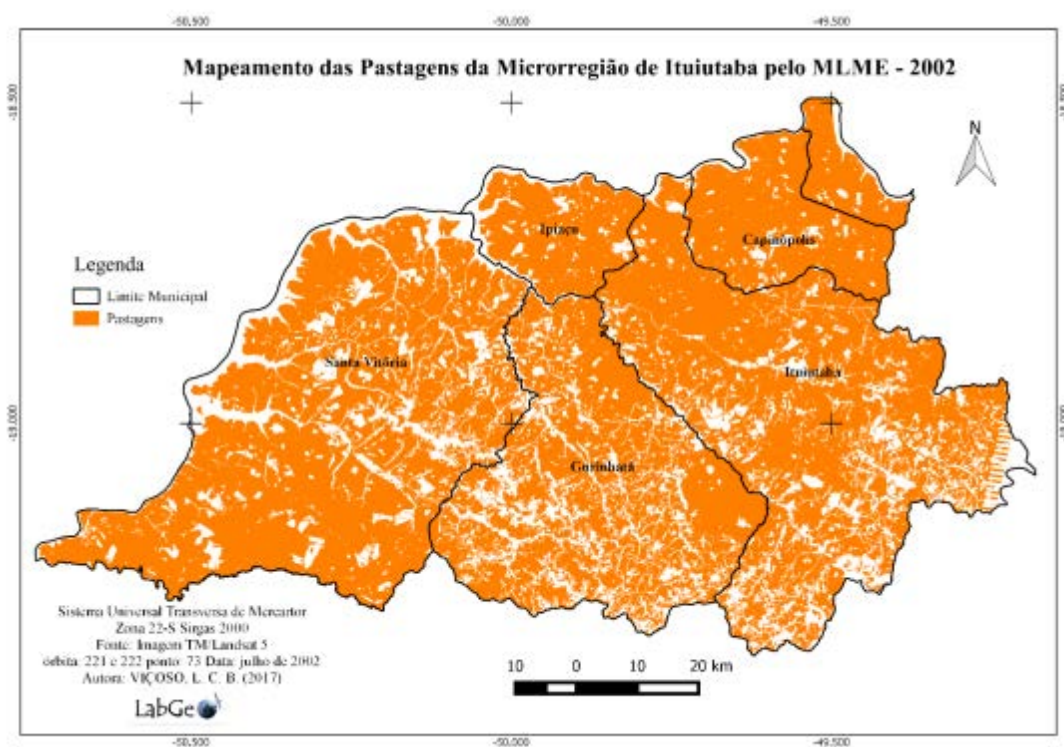 -50.500 -50.000 -49.500
Mapeamento das Pastagens da Microrregião de Ituiutaba pelo MLME - 2002
-18.500
-18.500
N
Ipiaçu
Capinópolis
Legenda
Limite Municipal
Pastagens
Santa Vitória
Ituiutaba
-19.000
-19.000
Gurinhatã
Sistema Universal Transversa de Mercartor
Zona 22-S Sirgas 2000
Fonte: Imagem TM/Landsat 5
órbita: 221 e 222 ponto: 73 Data: julho de 2002
Autora: VIÇOSO, L. C. B. (2017)
10 0 10 20 km
LabGeo
-50.500 -50.000 -49.500